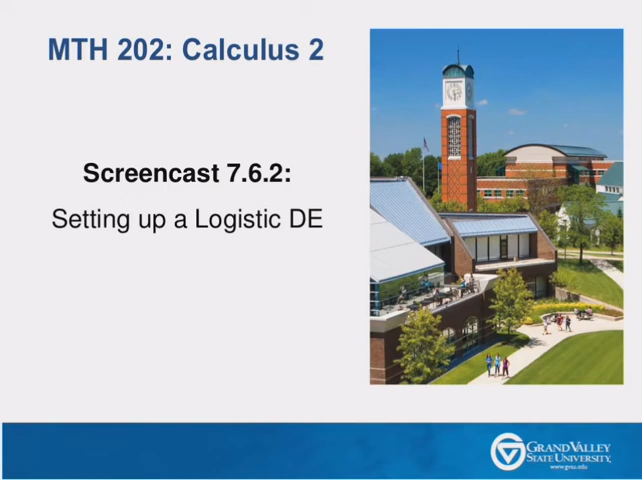 MTH 202: Calculus 2
Screencast 7.6.2:
Setting up a Logistic DE
GRAND VALLEY
STATE UNIVERSITY
www.gvsu.edu